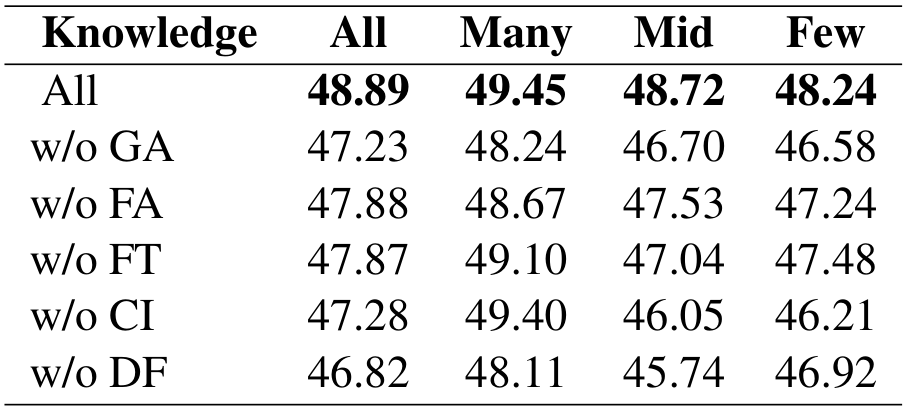 Knowledge All Many Mid Few
All 48.89 49.45 48.72 48.24
w/o GA 47.23 48.24 46.70 46.58
w/o FA 47.88 48.67 47.53 47.24
w/o FT 47.87 49.10 47.04 47.48
w/o CI 47.28 49.40 46.05 46.21
w/o DF 46.82 48.11 45.74 46.92